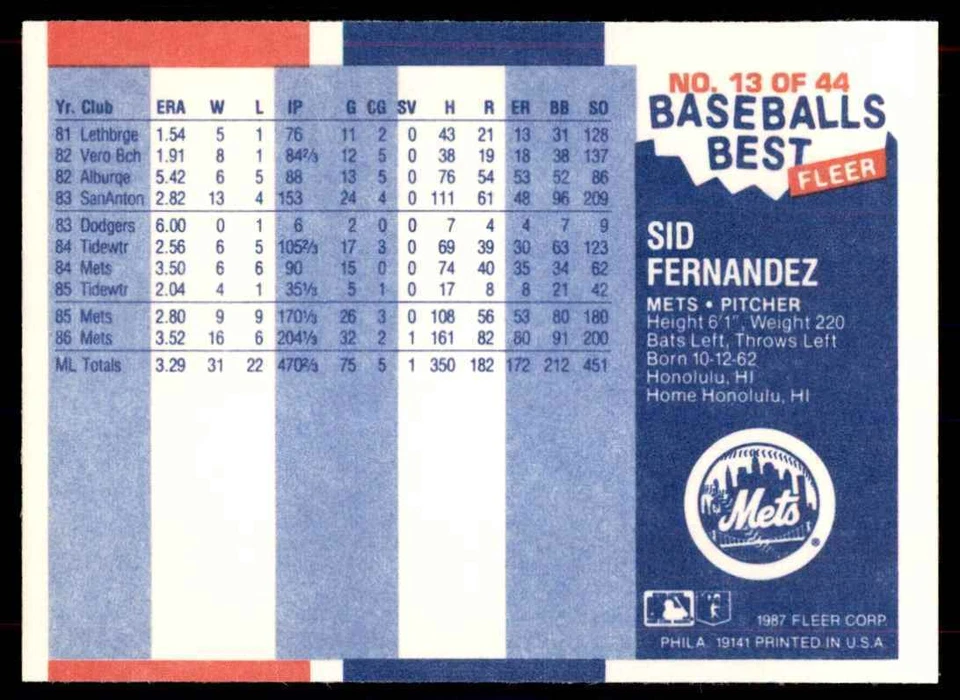 Yr. Club ERA W L IP G CG SV H R ER BB SO
81 Lethbrge 1.54 5 1 76 11 2 0 43 21 13 31 128
82 Vero Bch 1.91 8 1 84⅔ 12 5 0 38 19 18 38 137
82 Alburqe 5.42 6 5 88 13 5 0 76 54 53 52 86
83 SanAnton 2.82 13 4 153 24 4 0 111 61 48 96 209
83 Dodgers 6.00 0 1 6 2 0 0 7 4 4 7 9
84 Tidewtr 2.56 6 5 105⅔ 17 3 0 69 39 30 63 123
84 Mets 3.50 6 6 90 15 0 0 74 40 35 34 62
85 Tidewtr 2.04 4 1 35⅓ 5 1 0 17 8 8 21 42
85 Mets 2.80 9 9 170⅓ 26 3 0 108 56 53 80 180
86 Mets 3.52 16 6 204⅓ 32 2 1 161 82 80 91 200
ML Totals 3.29 31 22 470⅔ 75 5 1 350 182 172 212 451
NO. 13 OF 44
BASEBALLS
BEST
FLEER
SID
FERNANDEZ
METS • PITCHER
Height 6'1", Weight 220
Bats Left, Throws Left
Born 10-12-62
Honolulu, HI
Home Honolulu, HI
Mets
®
1987 FLEER CORP.
PHILA. 19141 PRINTED IN U.S.A.